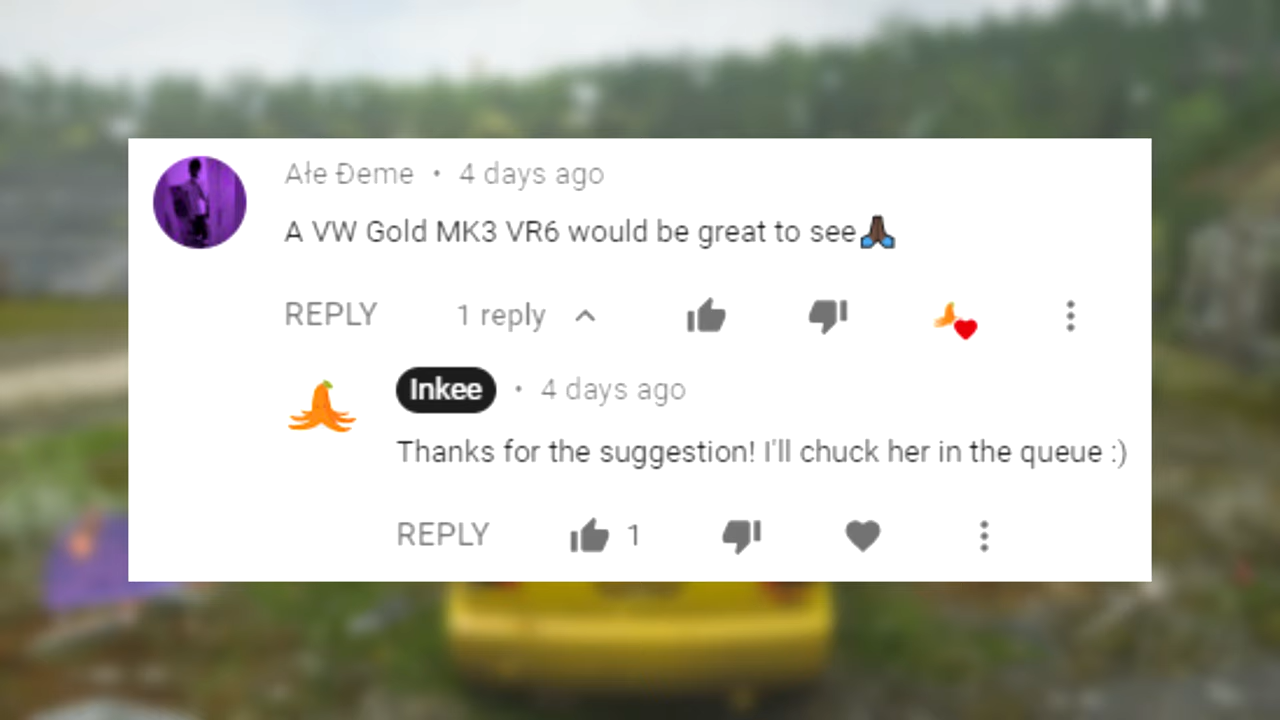 Ałe Đeme • 4 days ago
A VW Gold MK3 VR6 would be great to see🙏🏿
REPLY 1 reply
Inkee • 4 days ago
Thanks for the suggestion! I'll chuck her in the queue :)
REPLY 1